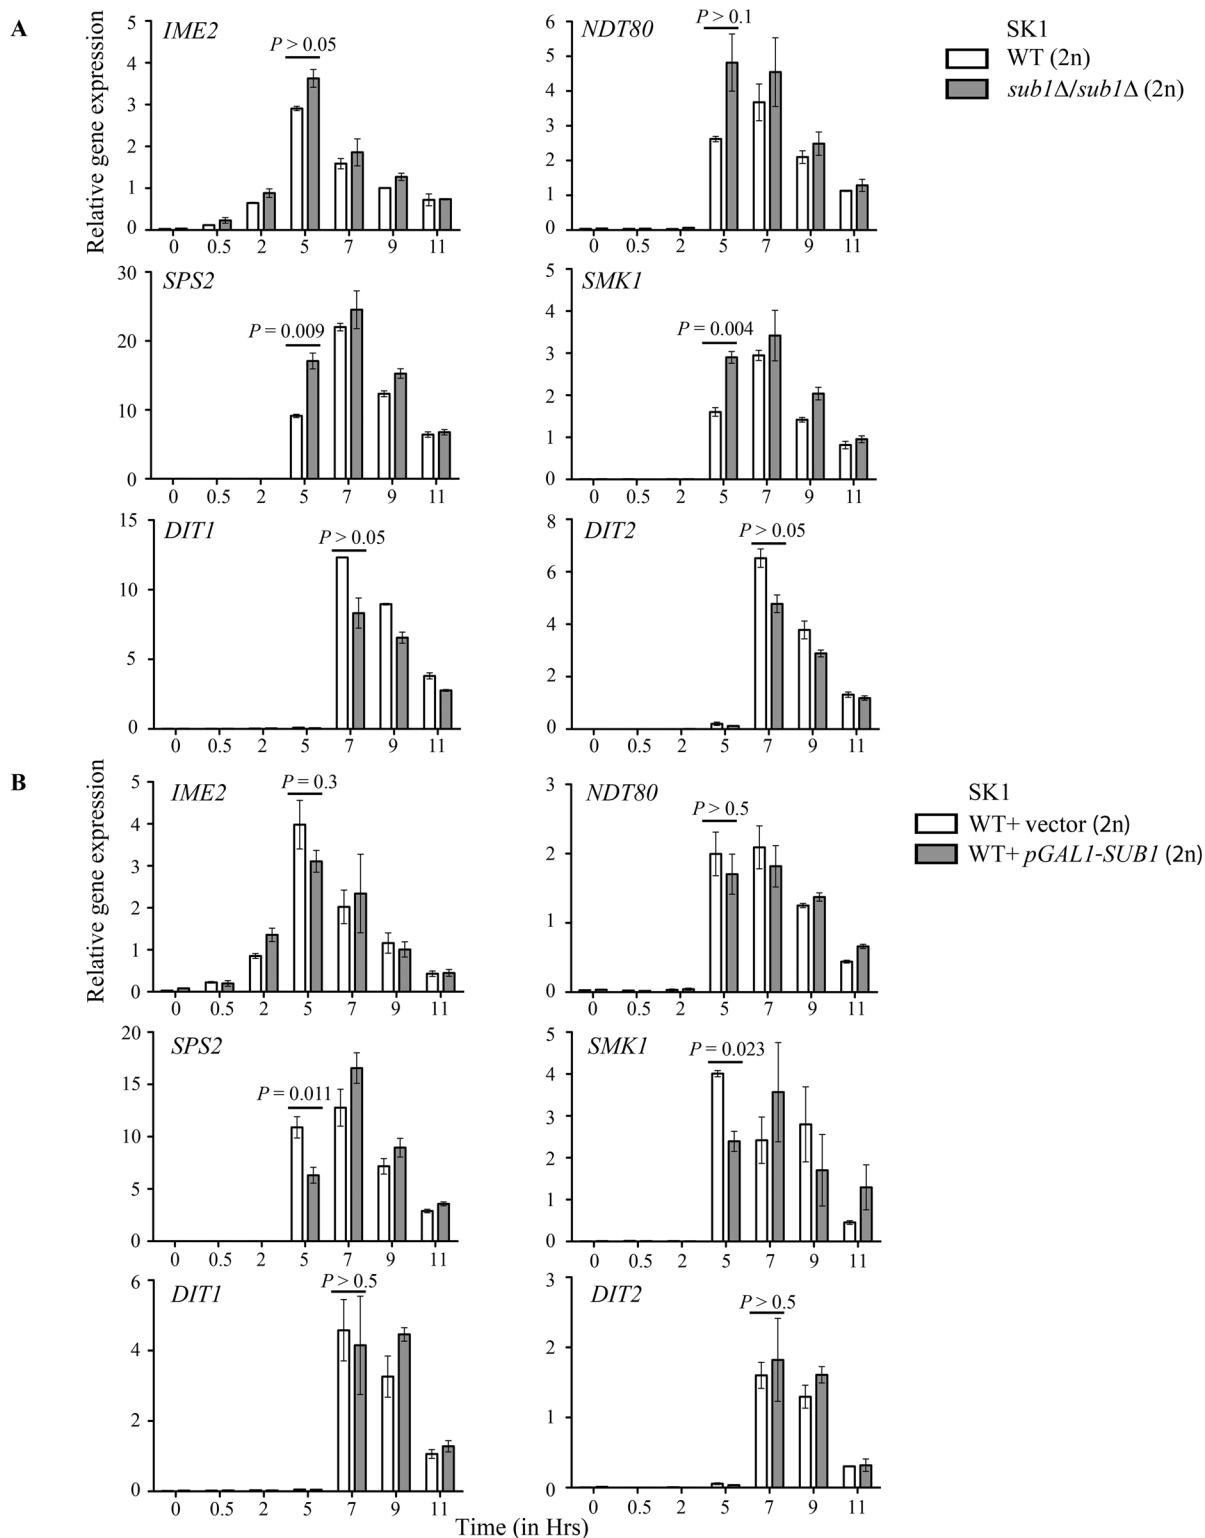 A
SK1
WT (2n)
sub1Δ/sub1Δ (2n)
Relative gene expression
IME2
P > 0.05
5
4
3
2
1
0
0 0.5 2 5 7 9 11
NDT80
P > 0.1
6
5
4
3
2
1
0
0 0.5 2 5 7 9 11
SPS2
P = 0.009
30
20
10
0
0 0.5 2 5 7 9 11
SMK1
P = 0.004
5
4
3
2
1
0
0 0.5 2 5 7 9 11
DIT1
P > 0.05
15
10
5
0
0 0.5 2 5 7 9 11
DIT2
P > 0.05
8
6
4
2
0
0 0.5 2 5 7 9 11
B
SK1
WT+ vector (2n)
WT+ pGAL1-SUB1 (2n)
Relative gene expression
IME2
P = 0.3
5
4
3
2
1
0
0 0.5 2 5 7 9 11
NDT80
P > 0.5
3
2
1
0
0 0.5 2 5 7 9 11
SPS2
P = 0.011
20
15
10
5
0
0 0.5 2 5 7 9 11
SMK1
P = 0.023
5
4
3
2
1
0
0 0.5 2 5 7 9 11
DIT1
P > 0.5
6
4
2
0
0 0.5 2 5 7 9 11
DIT2
P > 0.5
3
2
1
0
0 0.5 2 5 7 9 11
Time (in Hrs)